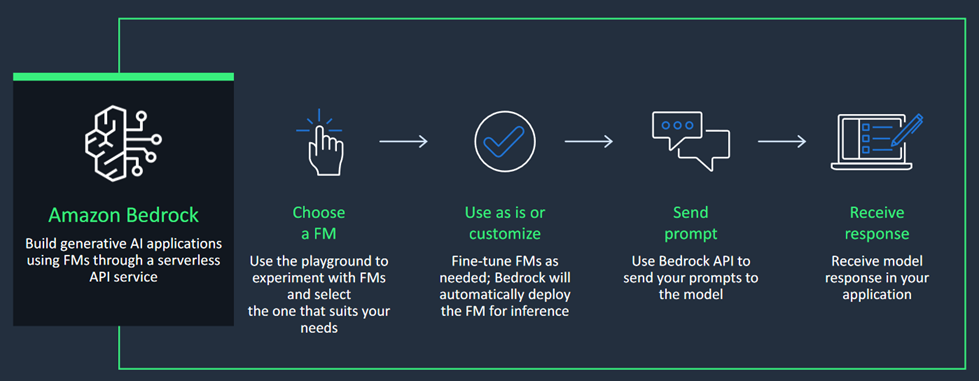 Amazon Bedrock
Build generative AI applications
using FMs through a serverless
API service
Choose
a FM
Use the playground to
experiment with FMs
and select
the one that suits your
needs
Use as is or
customize
Fine-tune FMs as
needed; Bedrock will
automatically deploy
the FM for inference
Send
prompt
Use Bedrock API to
send your prompts to
the model
Receive
response
Receive model
response in your
application